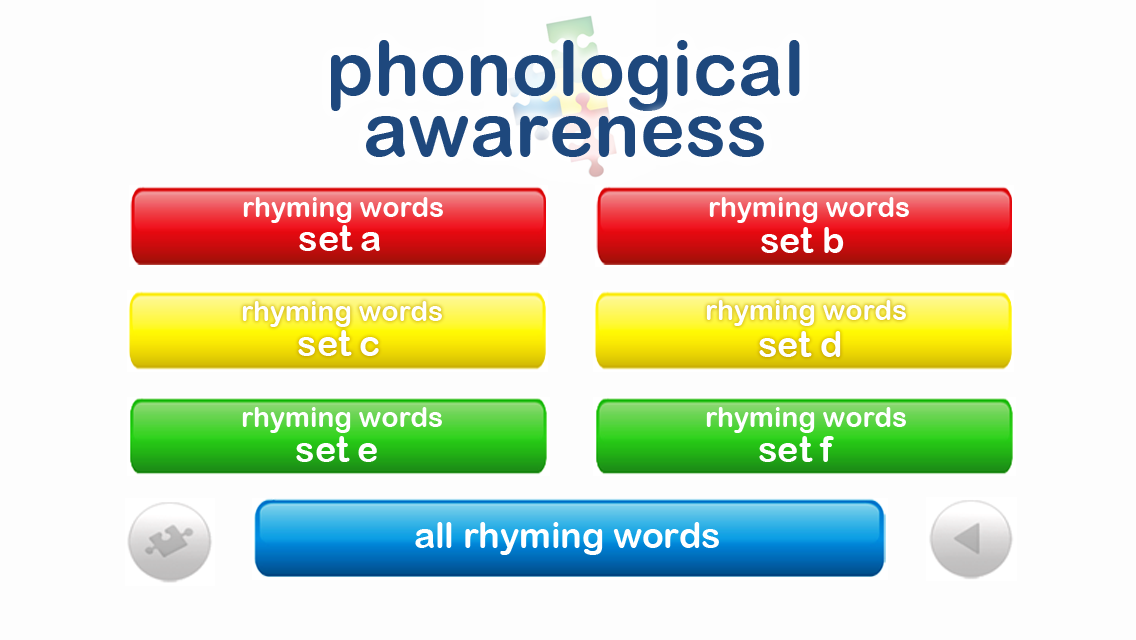 phonological
awareness
rhyming words
set a
rhyming words
set b
rhyming words
set c
rhyming words
set d
rhyming words
set e
rhyming words
set f
all rhyming words